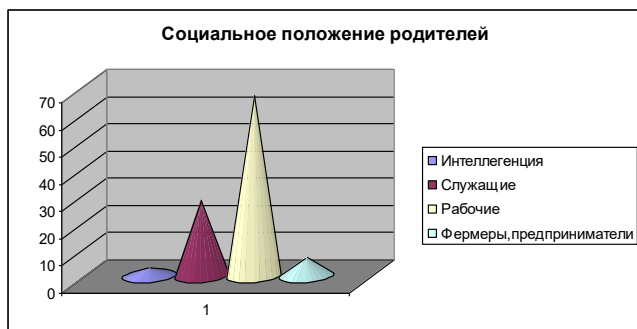 Социальное положение родителей
70
60
50
40
30
20
10
0
1
Интеллегенция
Служащие
Рабочие
Фермеры,предприниматели